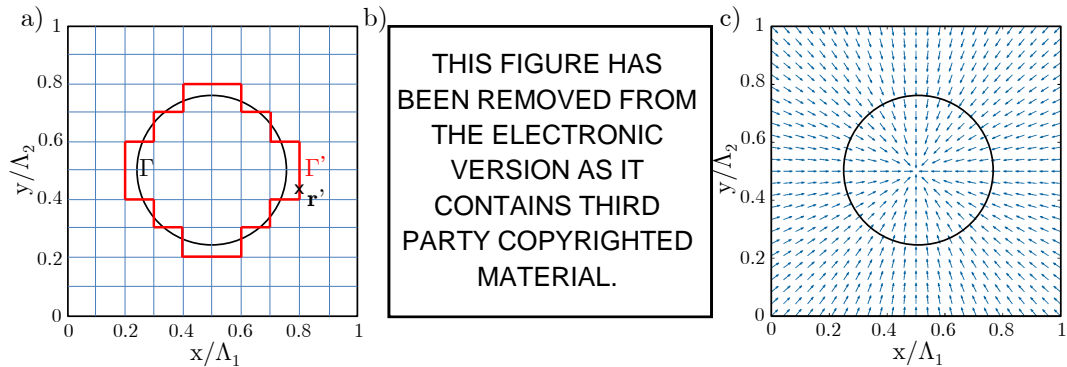 a)
1
0.8
0.6
0.4
0.2
0
y/Λ2
Γ
Γ'
r'
0 0.2 0.4 0.6 0.8 1
x/Λ1
b)
THIS FIGURE HAS
BEEN REMOVED FROM
THE ELECTRONIC
VERSION AS IT
CONTAINS THIRD
PARTY COPYRIGHTED
MATERIAL.
c)
1
0.8
0.6
0.4
0.2
0
y/Λ2
0 0.2 0.4 0.6 0.8 1
x/Λ1